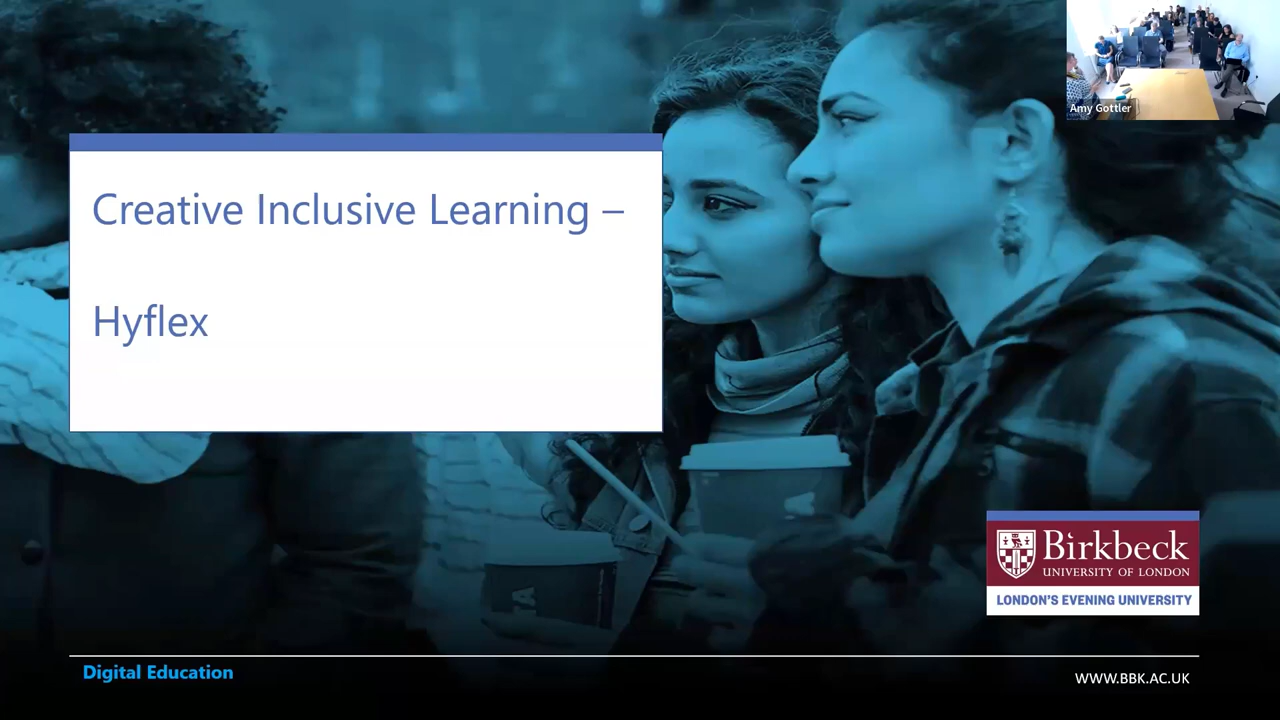 Amy Gottler
Creative Inclusive Learning –
Hyflex
Birkbeck
UNIVERSITY OF LONDON
LONDON'S EVENING UNIVERSITY
Digital Education
WWW.BBK.AC.UK